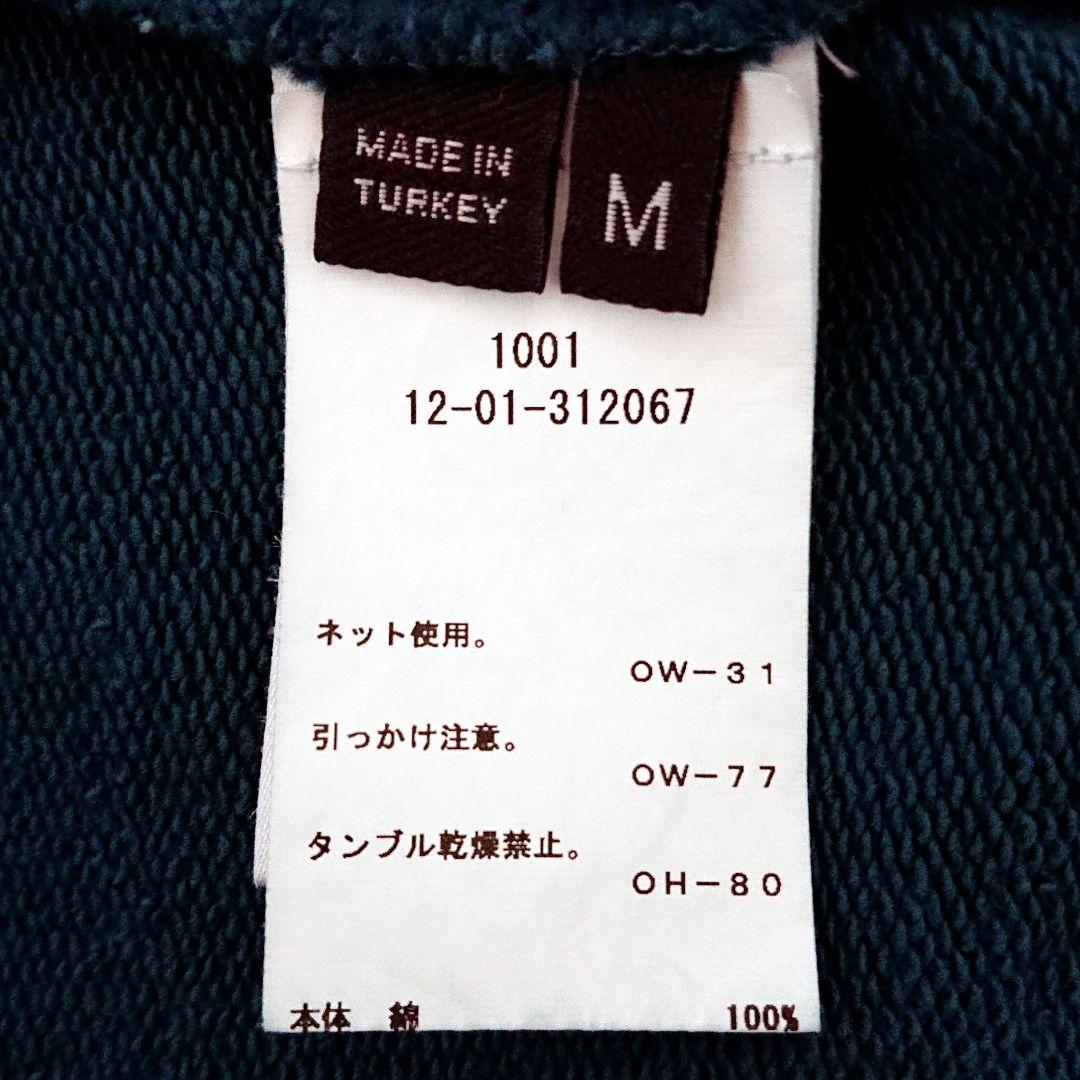 MADE IN
TURKEY
M
1001
12-01-312067
ネット使用。
OW-31
引っかけ注意。
OW-77
タンブル乾燥禁止。
OH-80
本体 綿 100%